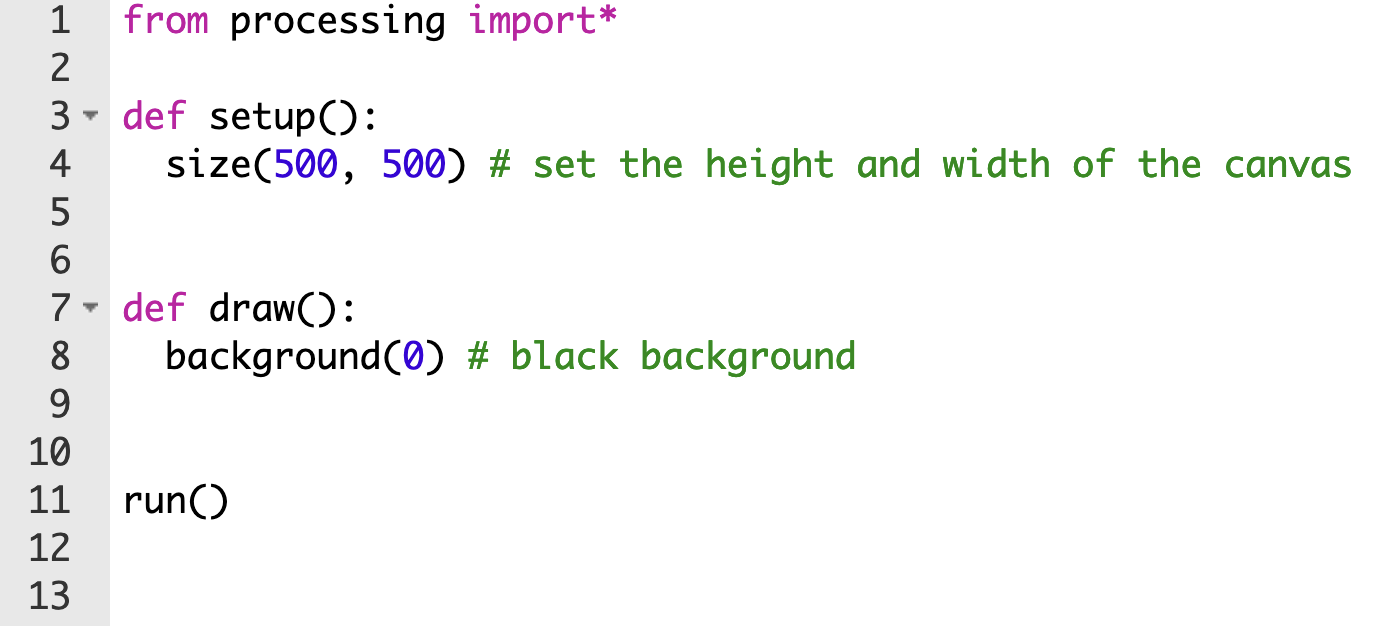 1 from processing import*
2
3 def setup():
4   size(500, 500) # set the height and width of the canvas
5
6
7 def draw():
8   background(0) # black background
9
10
11 run()
12
13